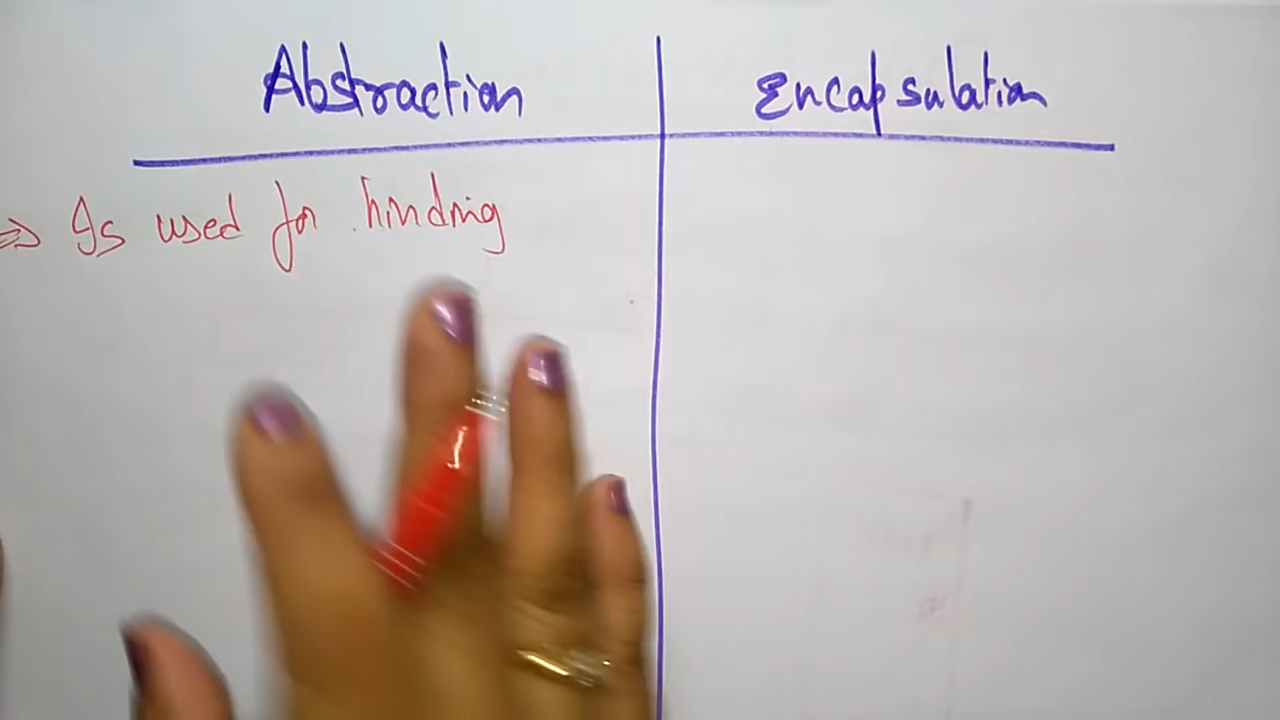 Abstraction
Encapsulation
⇒ Is used for hinding